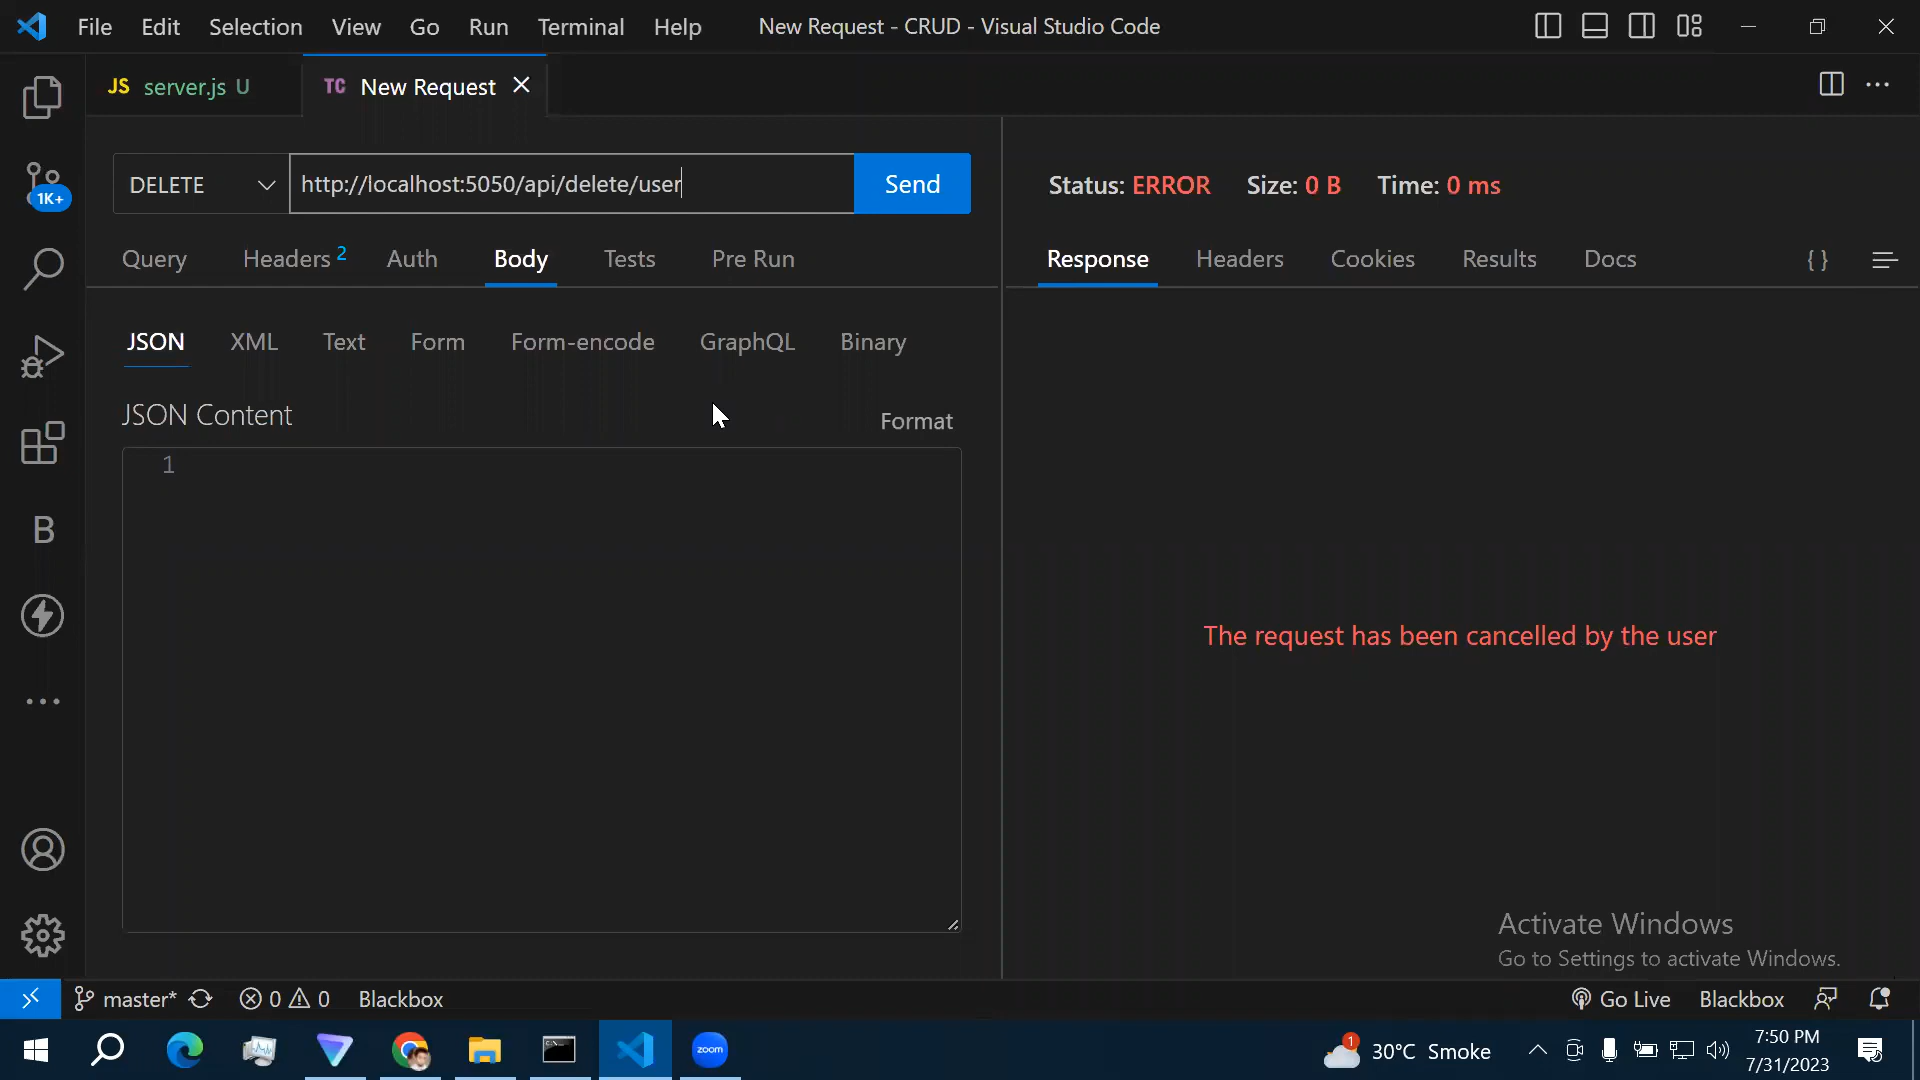 File Edit Selection View Go Run Terminal Help New Request - CRUD - Visual Studio Code
JS server.js U TC New Request
DELETE http://localhost:5050/api/delete/user Send
Status: ERROR Size: 0 B Time: 0 ms
Query Headers 2 Auth Body Tests Pre Run
Response Headers Cookies Results Docs { }
1K+
JSON XML Text Form Form-encode GraphQL Binary
JSON Content Format
1
B
The request has been cancelled by the user
Activate Windows
Go to Settings to activate Windows.
master* 0 0 Blackbox Go Live Blackbox
zoom
1 30°C Smoke
7:50 PM
7/31/2023